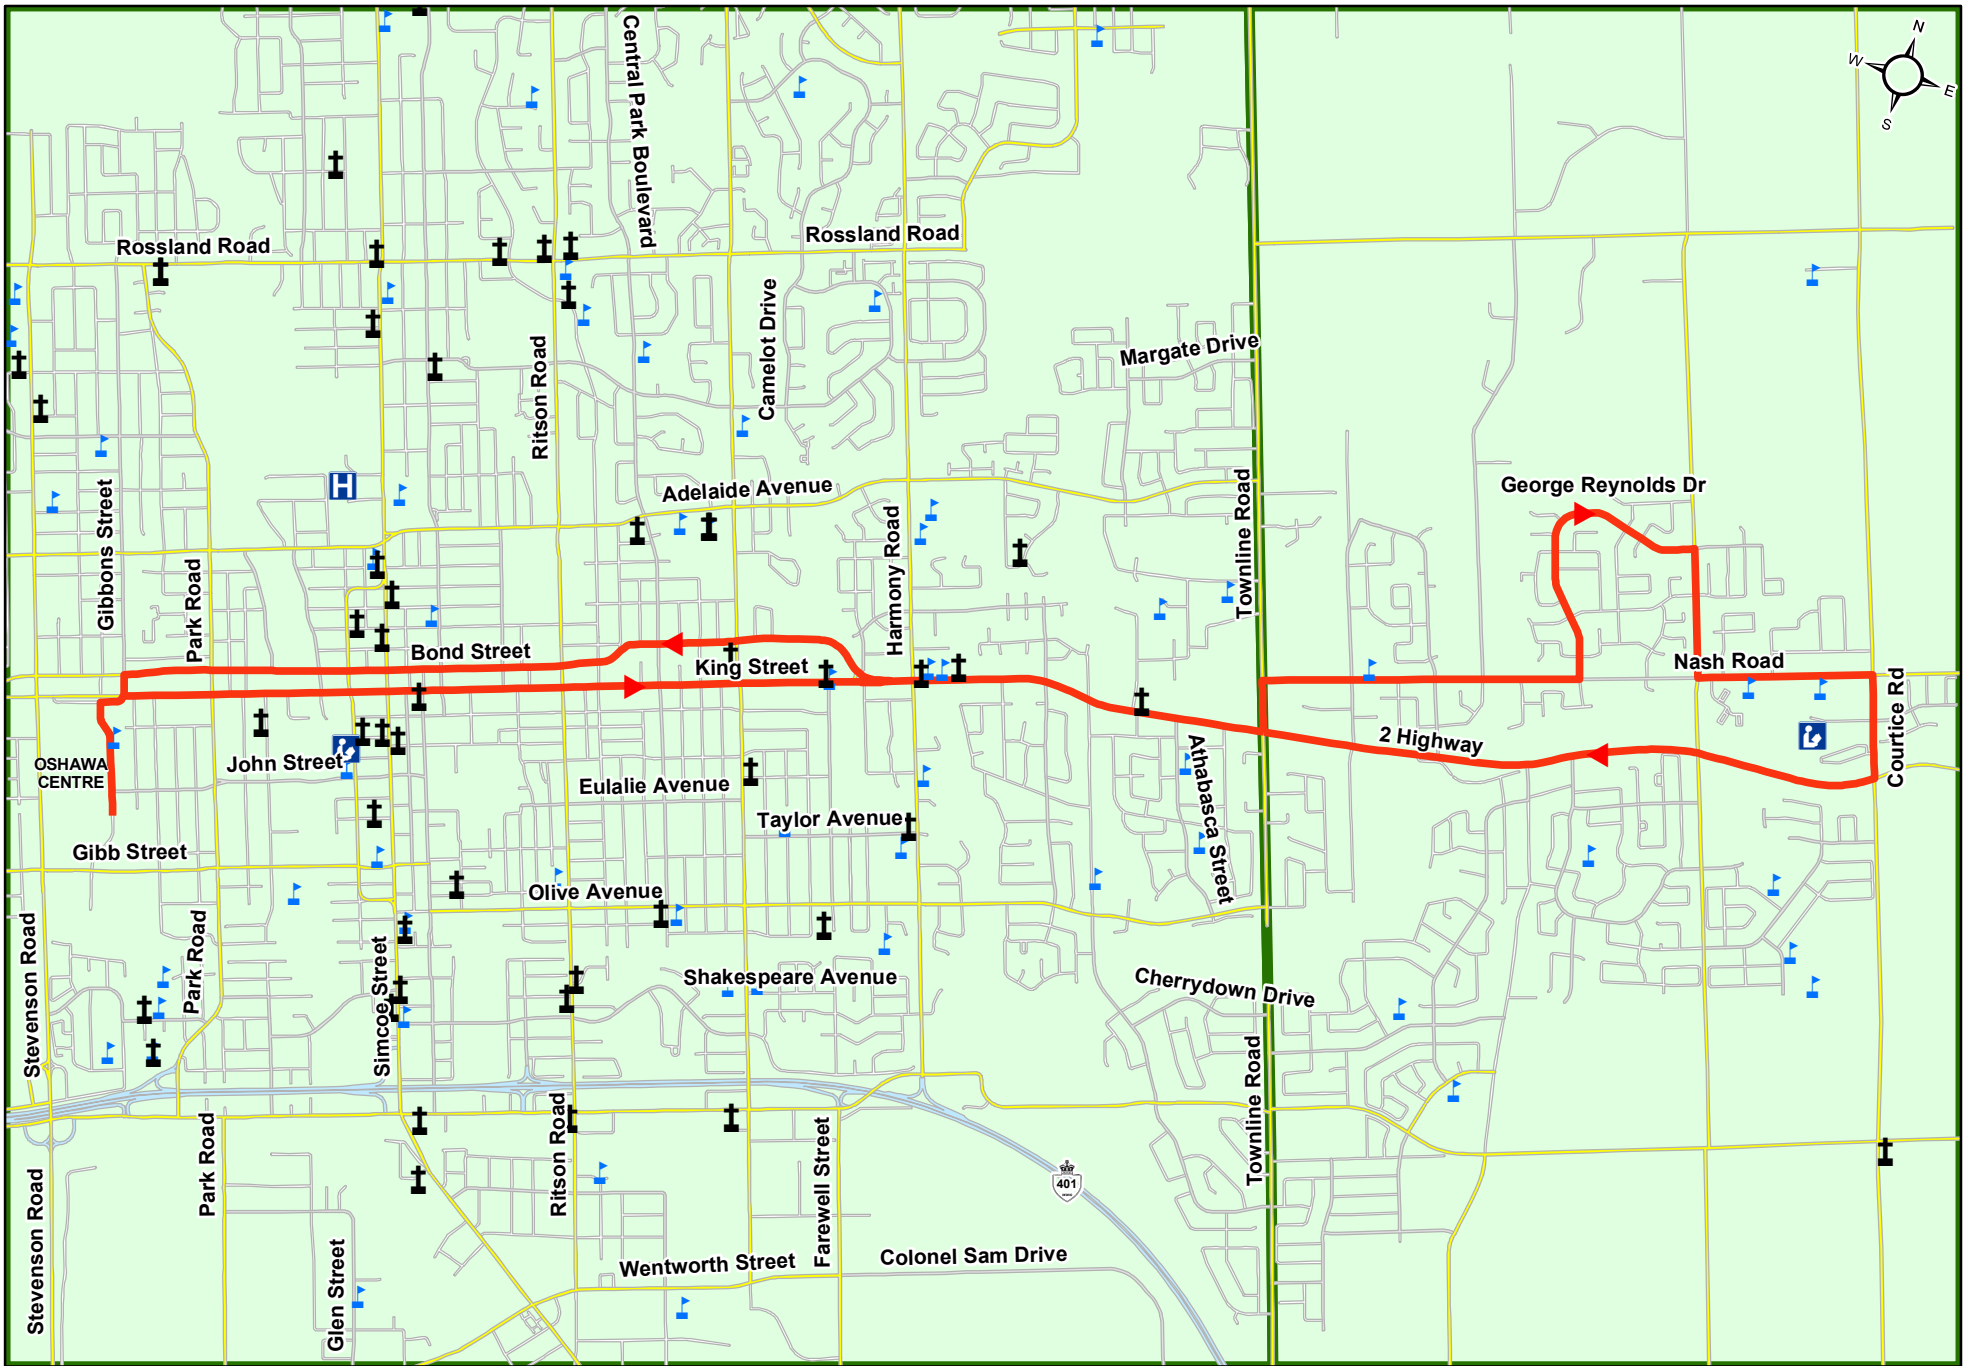 N
W
E
S
Central Park Boulevard
Rossland Road
Rossland Road
Camelot Drive
Ritson Road
Margate Drive
H
Adelaide Avenue
Gibbons Street
Park Road
Harmony Road
Townline Road
George Reynolds Dr
Bond Street
King Street
Nash Road
Courtice Rd
2 Highway
OSHAWA
CENTRE
John Street
Eulalie Avenue
Taylor Avenue
Athabasca Street
Gibb Street
Olive Avenue
Stevenson Road
Park Road
Simcoe Street
Shakespeare Avenue
Cherrydown Drive
Townline Road
Park Road
Ritson Road
Farewell Street
401
Stevenson Road
Glen Street
Wentworth Street
Colonel Sam Drive